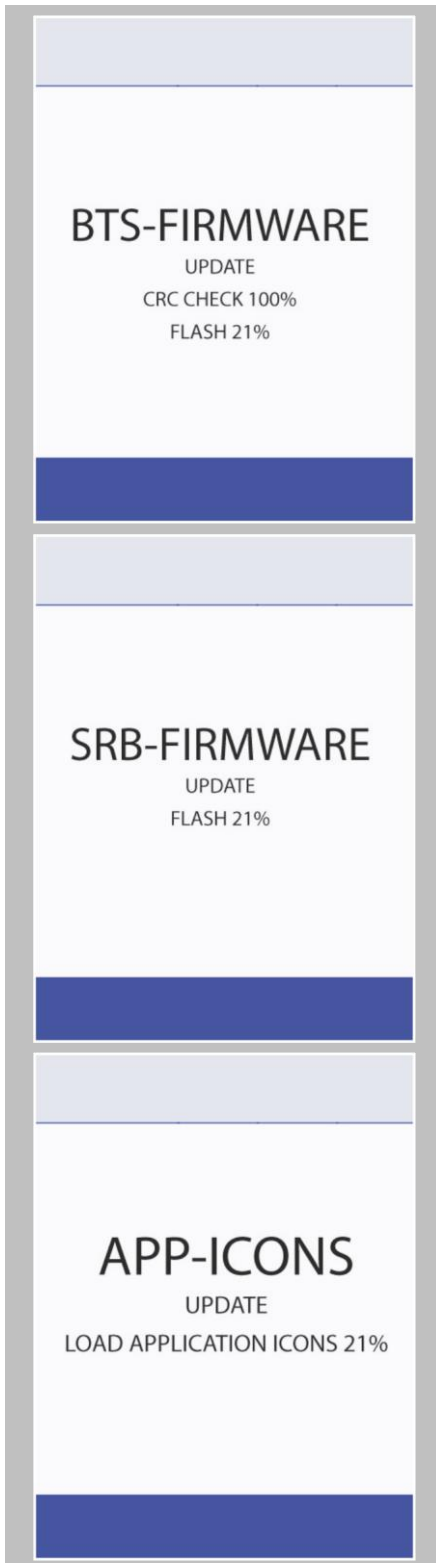 BTS-FIRMWARE
UPDATE
CRC CHECK 100%
FLASH 21%
SRB-FIRMWARE
UPDATE
FLASH 21%
APP-ICONS
UPDATE
LOAD APPLICATION ICONS 21%